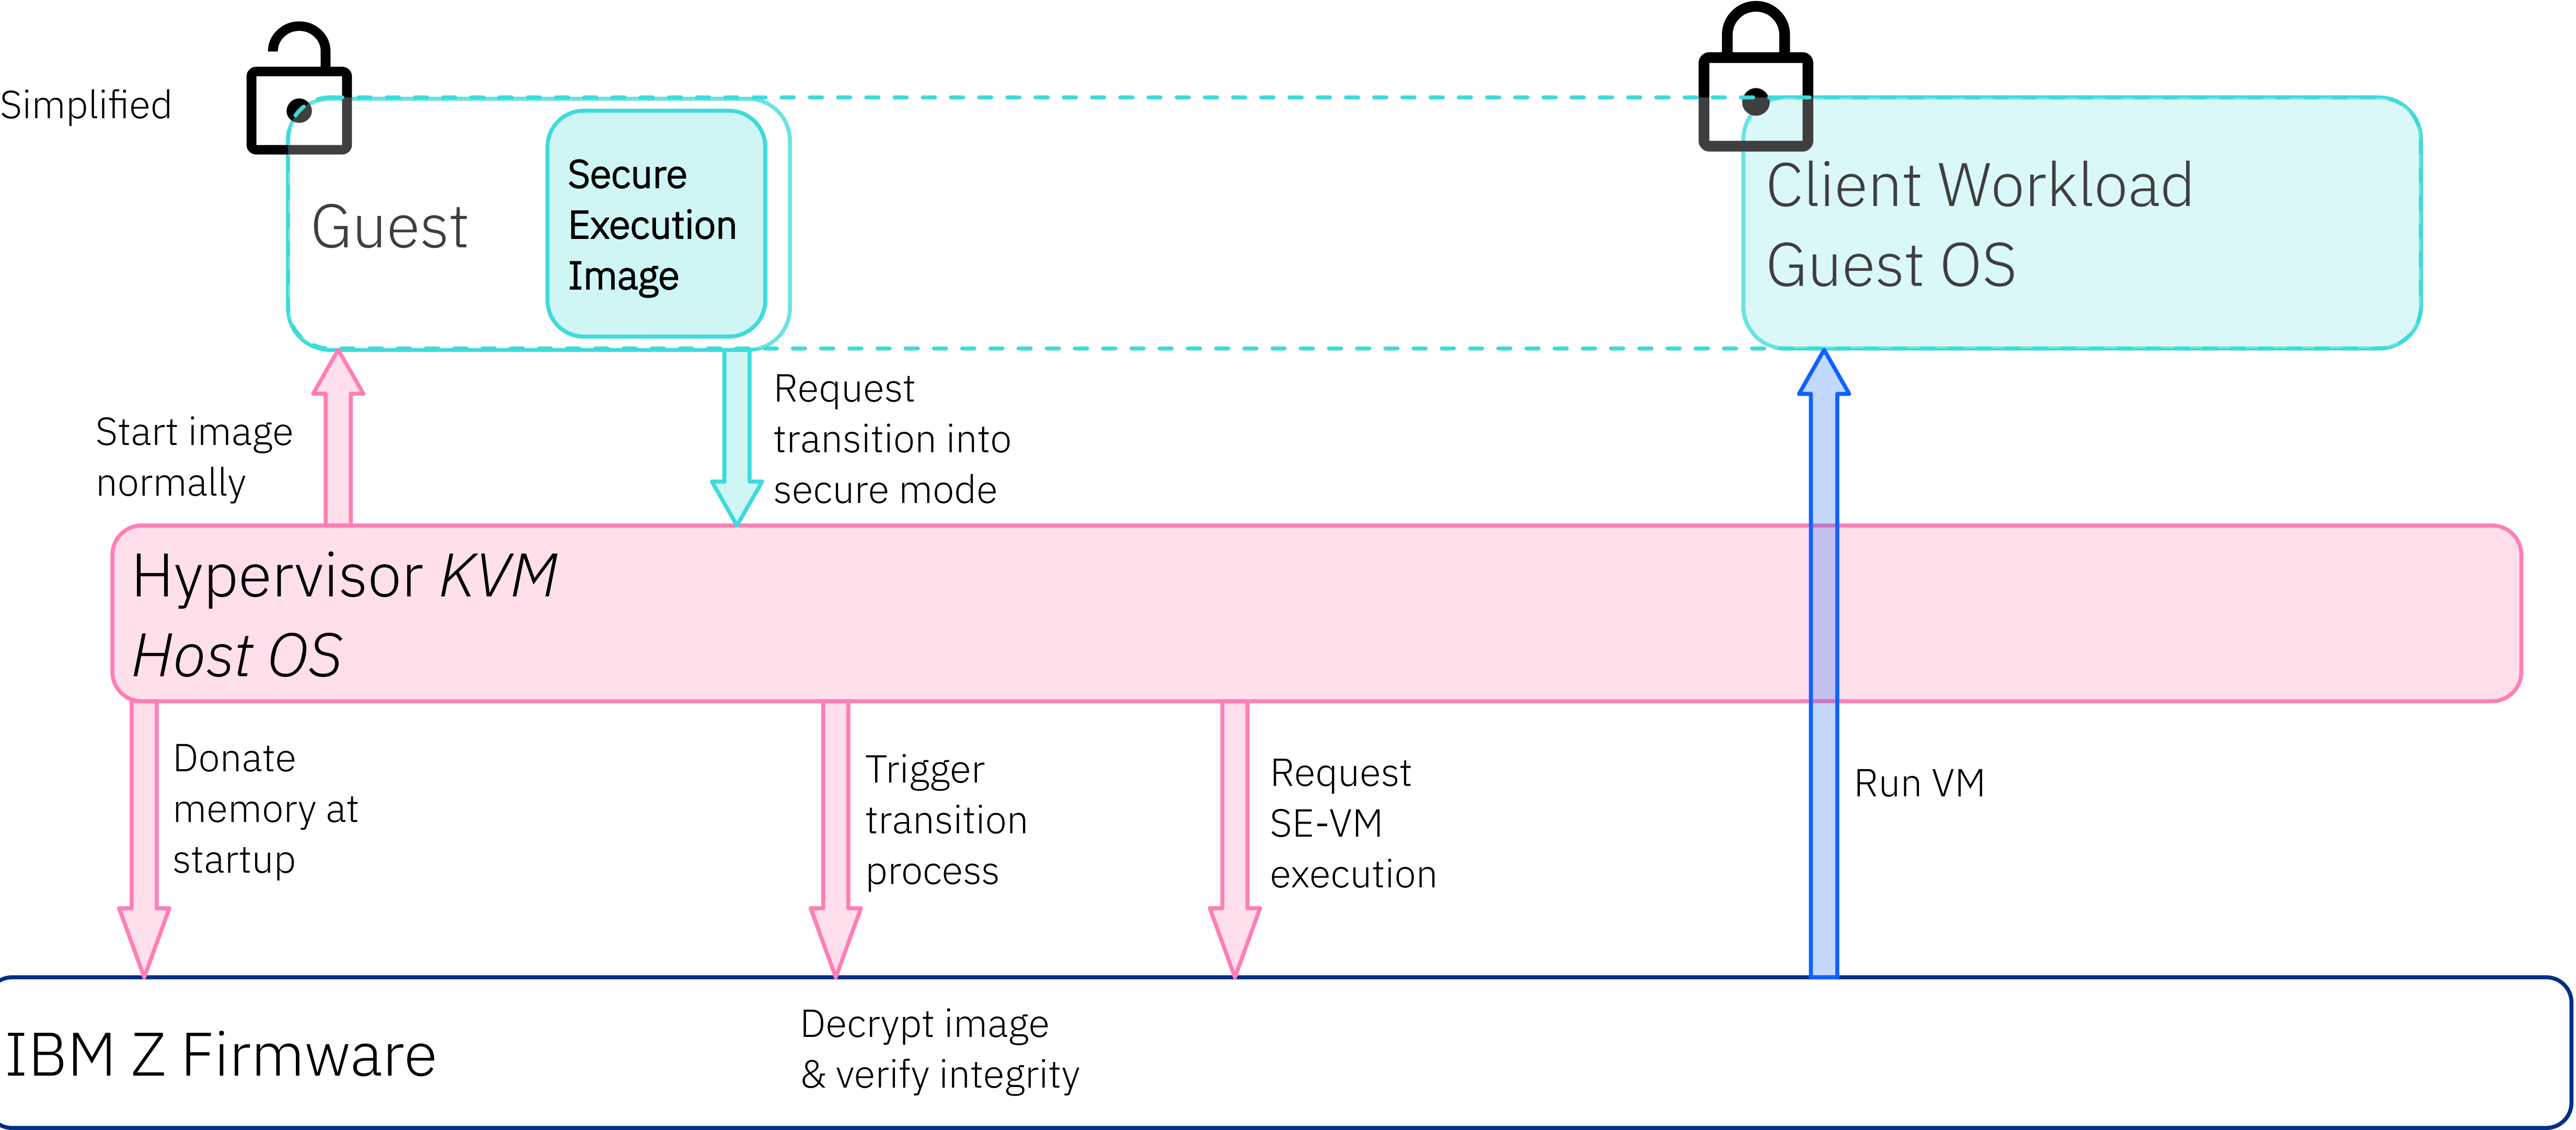 Simplified
Guest
Secure
Execution
Image
Client Workload
Guest OS
Start image
normally
Request
transition into
secure mode
Hypervisor KVM
Host OS
Donate
memory at
startup
Trigger
transition
process
Request
SE-VM
execution
Run VM
IBM Z Firmware
Decrypt image
& verify integrity